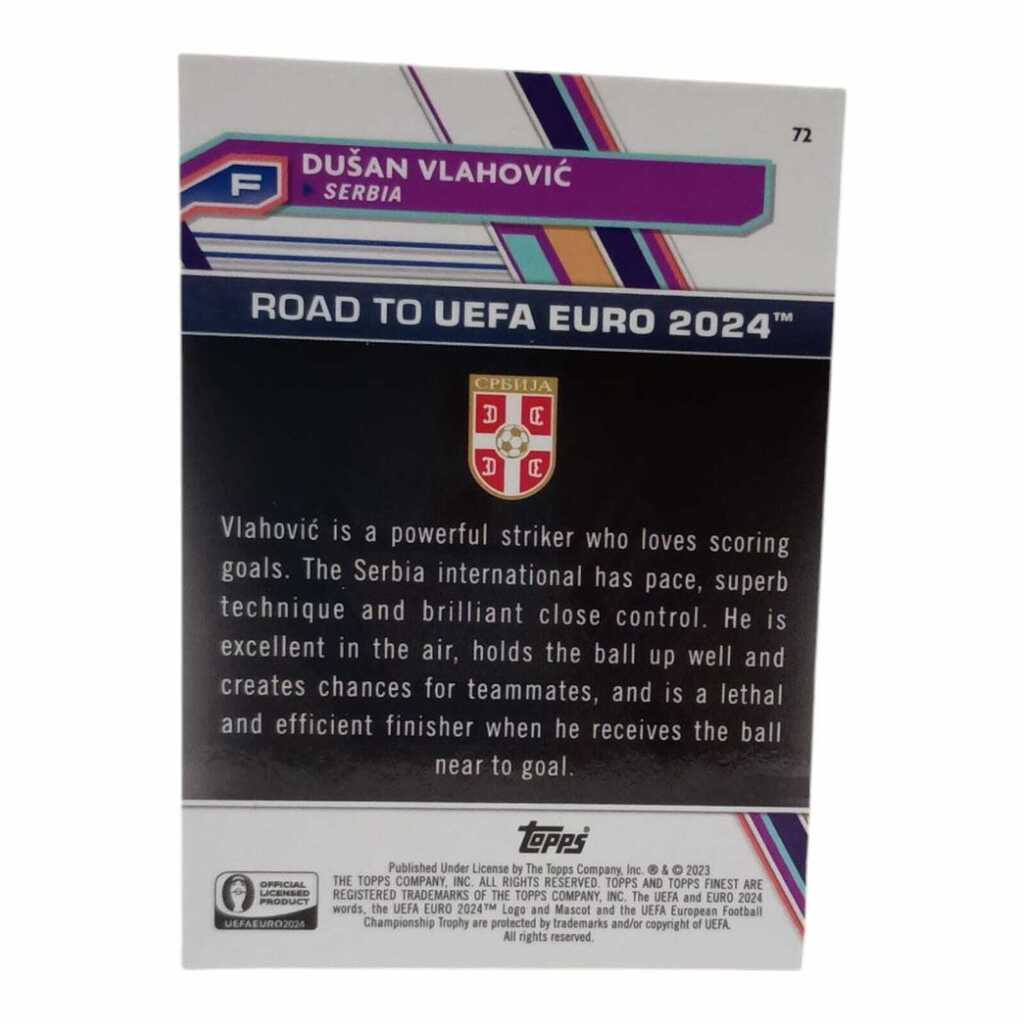 72
F
DUŠAN VLAHOVIĆ
SERBIA
ROAD TO UEFA EURO 2024™
СРБИЈА
Vlahović is a powerful striker who loves scoring
goals. The Serbia international has pace, superb
technique and brilliant close control. He is
excellent in the air, holds the ball up well and
creates chances for teammates, and is a lethal
and efficient finisher when he receives the ball
near to goal.
topps®
Published Under License by The Topps Company, Inc. ® & © 2023
THE TOPPS COMPANY, INC. ALL RIGHTS RESERVED. TOPPS AND TOPPS FINEST ARE
REGISTERED TRADEMARKS OF THE TOPPS COMPANY, INC. The UEFA and EURO 2024
words, the UEFA EURO 2024™ Logo and Mascot and the UEFA European Football
Championship Trophy are protected by trademarks and/or copyright of UEFA.
All rights reserved.
OFFICIAL
LICENSED
PRODUCT
UEFA EURO2024